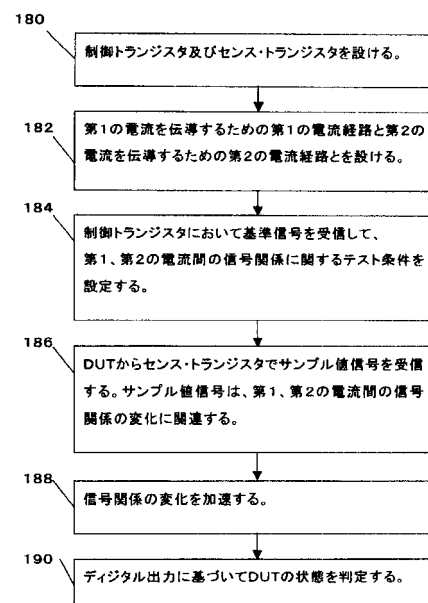 180
制御トランジスタ及びセンス・トランジスタを設ける。
182
第1の電流を伝導するための第1の電流経路と第2の
電流を伝導するための第2の電流経路とを設ける。
184
制御トランジスタにおいて基準信号を受信して、
第1、第2の電流間の信号関係に関するテスト条件を
設定する。
186
DUTからセンス・トランジスタでサンプル値信号を受信
する。サンプル値信号は、第1、第2の電流間の信号
関係の変化に関連する。
188
信号関係の変化を加速する。
190
ディジタル出力に基づいてDUTの状態を判定する。